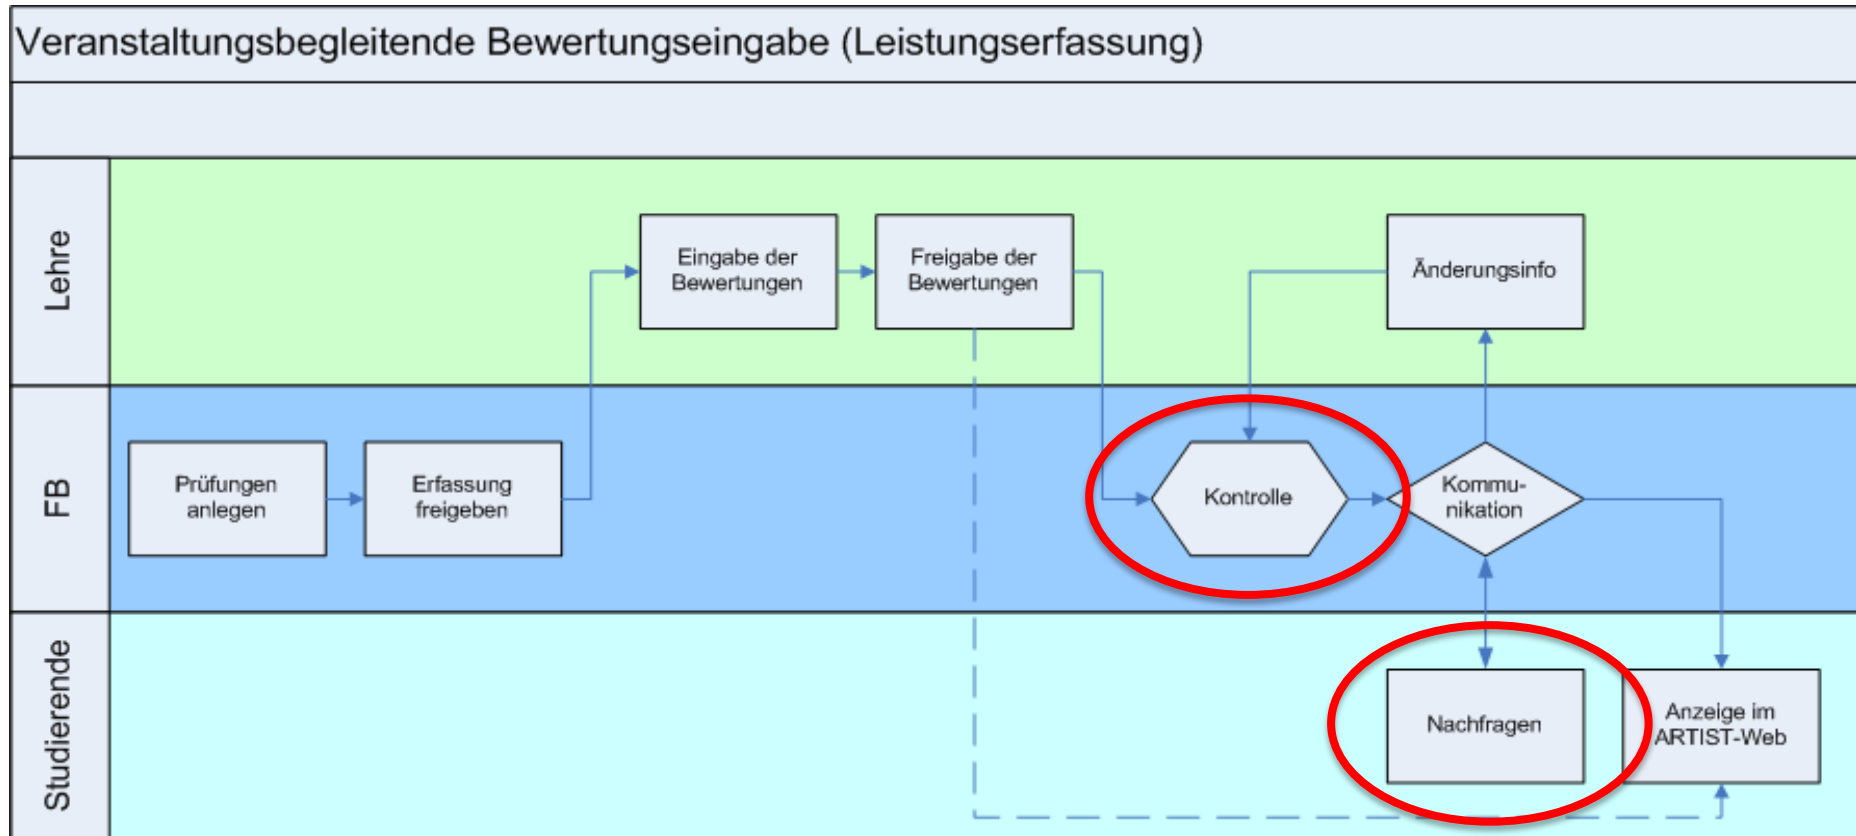 Veranstaltungsbegleitende Bewertungseingabe (Leistungserfassung)
Lehre
Eingabe der
Bewertungen
Freigabe der
Bewertungen
Änderungsinfo
FB
Prüfungen
anlegen
Erfassung
freigeben
Kontrolle
Kommu-
nikation
Studierende
Nachfragen
Anzeige im
ARTIST-Web